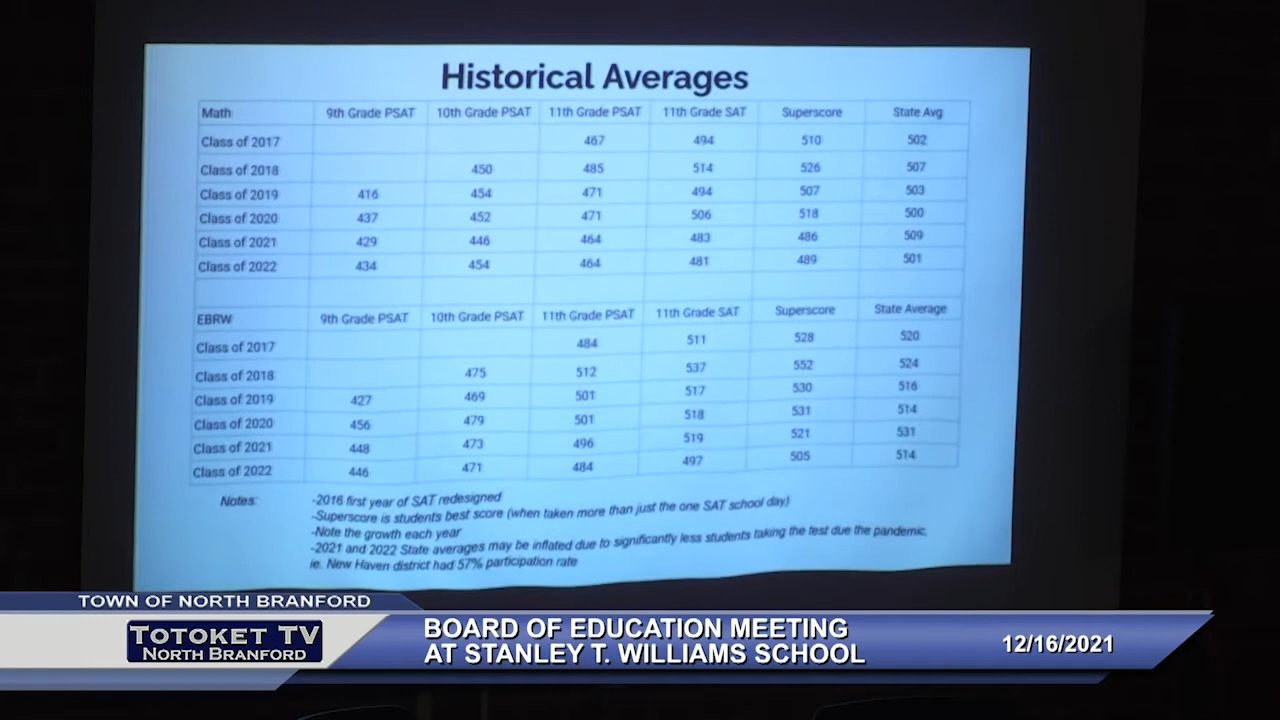 Historical Averages
Math 9th Grade PSAT 10th Grade PSAT 11th Grade PSAT 11th Grade SAT Superscore State Avg
Class of 2017 467 494 510 502
Class of 2018 450 485 514 526 507
Class of 2019 416 454 471 494 507 503
Class of 2020 437 452 471 506 518 500
Class of 2021 429 446 464 483 486 509
Class of 2022 434 454 464 481 489 501
EBRW 9th Grade PSAT 10th Grade PSAT 11th Grade PSAT 11th Grade SAT Superscore State Average
Class of 2017 484 511 528 520
Class of 2018 475 512 537 552 524
Class of 2019 427 469 501 517 530 516
Class of 2020 456 479 501 518 531 514
Class of 2021 448 473 496 519 521 531
Class of 2022 446 471 484 497 505 514
Notes: -2016 first year of SAT redesigned
-Superscore is students best score (when taken more than just the one SAT school day)
-Note the growth each year
-2021 and 2022 State averages may be inflated due to significantly less students taking the test due the pandemic,
ie. New Haven district had 57% participation rate
TOWN OF NORTH BRANFORD
TOTOKET TV
NORTH BRANFORD
BOARD OF EDUCATION MEETING
AT STANLEY T. WILLIAMS SCHOOL
12/16/2021